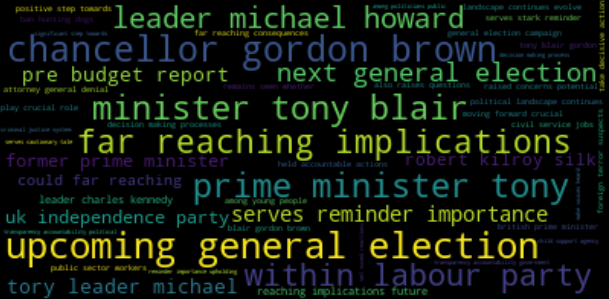 positive step towards
leader michael howard
among politicians public
landscape continues evolve
ban hunting dogs
serves stark reminder
take decisive action
significant step towards
far reaching consequences
general election campaign
chancellor gordon brown
tony blair gordon
decision making process
pre budget report
next general election
attorney general denial
remains seen whether
also raises questions
raised concerns potential
play crucial role
minister tony blair
political landscape continues
moving forward crucial
decision making processes
civil service jobs
foreign terror suspects
criminal justice system
far reaching implications
serves cautionary tale
former prime minister
held accountable actions
robert kilroy silk
could far reaching
prime minister tony
leader charles kennedy
among young people
uk independence party
serves reminder importance
blair gordon brown
british prime minister
transparency accountability political
upcoming general election
child support agency
public sector workers
reminder importance upholding
transparency accountability government
within labour party
tory leader michael
reaching implications future